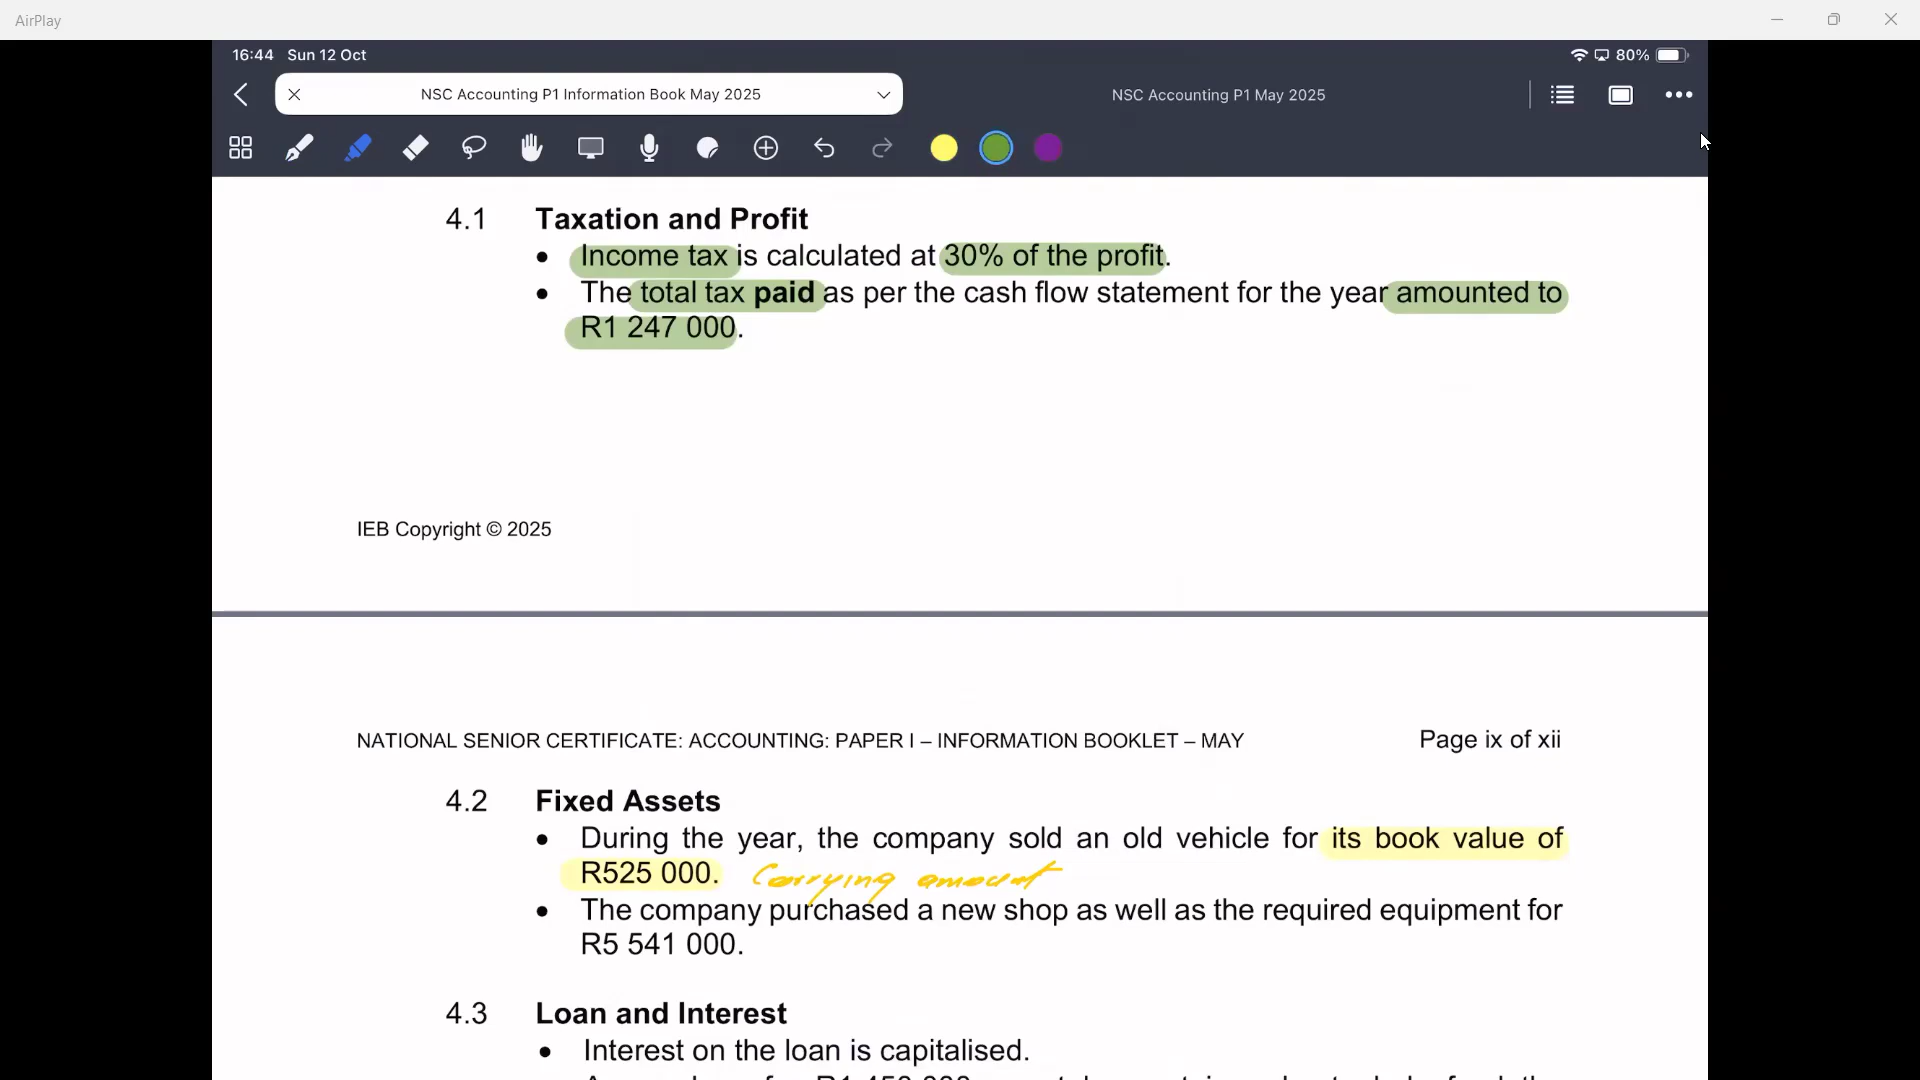 AirPlay
16:44 Sun 12 Oct
80%
NSC Accounting P1 Information Book May 2025
NSC Accounting P1 May 2025
4.1 Taxation and Profit
• Income tax is calculated at 30% of the profit.
• The total tax paid as per the cash flow statement for the year amounted to
R1 247 000.
IEB Copyright © 2025
NATIONAL SENIOR CERTIFICATE: ACCOUNTING: PAPER I – INFORMATION BOOKLET – MAY
Page ix of xii
4.2 Fixed Assets
• During the year, the company sold an old vehicle for its book value of
R525 000. Carrying amount
• The company purchased a new shop as well as the required equipment for
R5 541 000.
4.3 Loan and Interest
• Interest on the loan is capitalised.